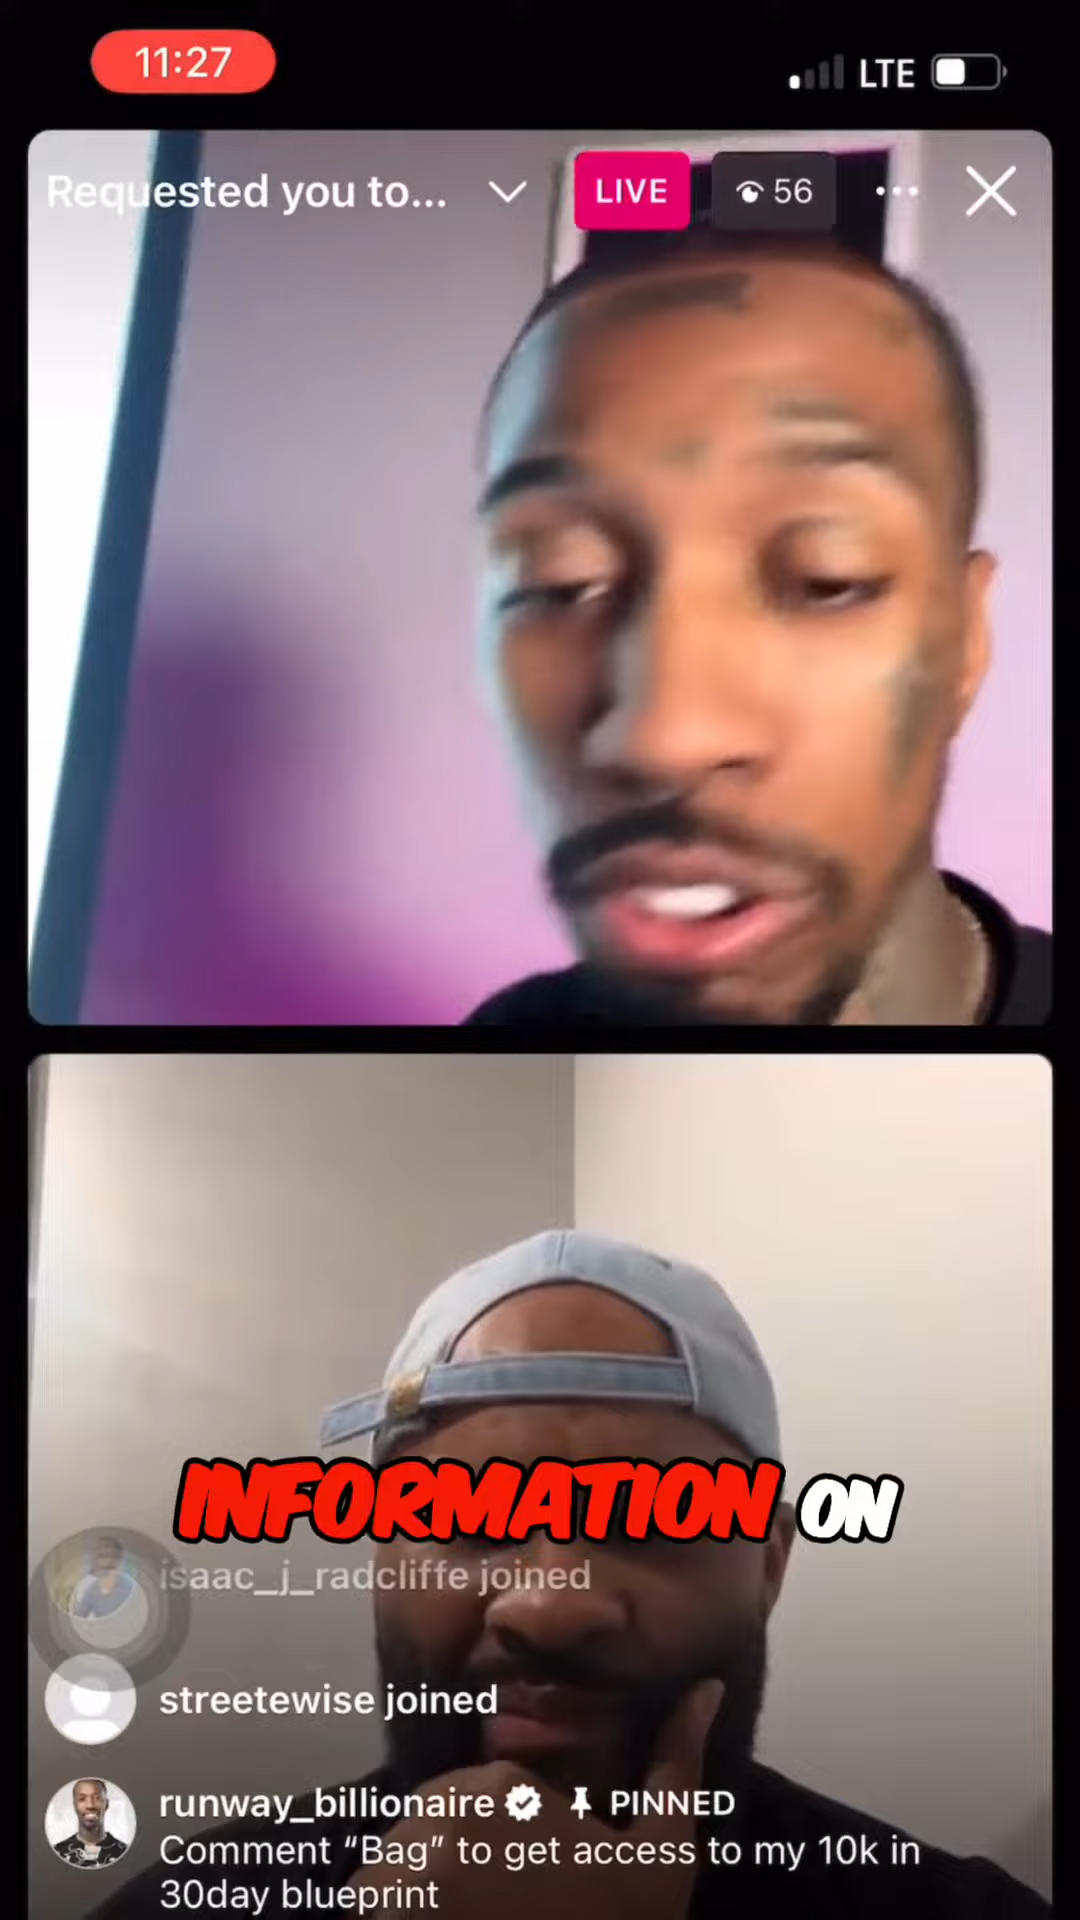 11:27
LTE
Requested you to...
LIVE
56
INFORMATION ON
isaac_j_radcliffe joined
streetewise joined
runway_billionaire PINNED
Comment “Bag” to get access to my 10k in
30day blueprint